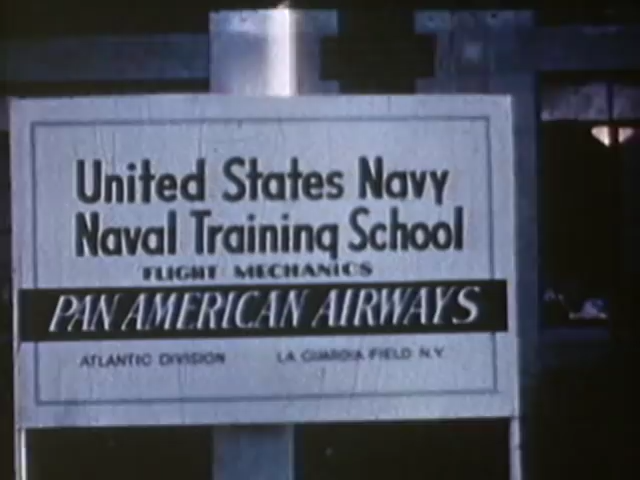 United States Navy
Naval Training School
FLIGHT MECHANICS
PAN AMERICAN AIRWAYS
ATLANTIC DIVISION LA GUARDIA FIELD N.Y.